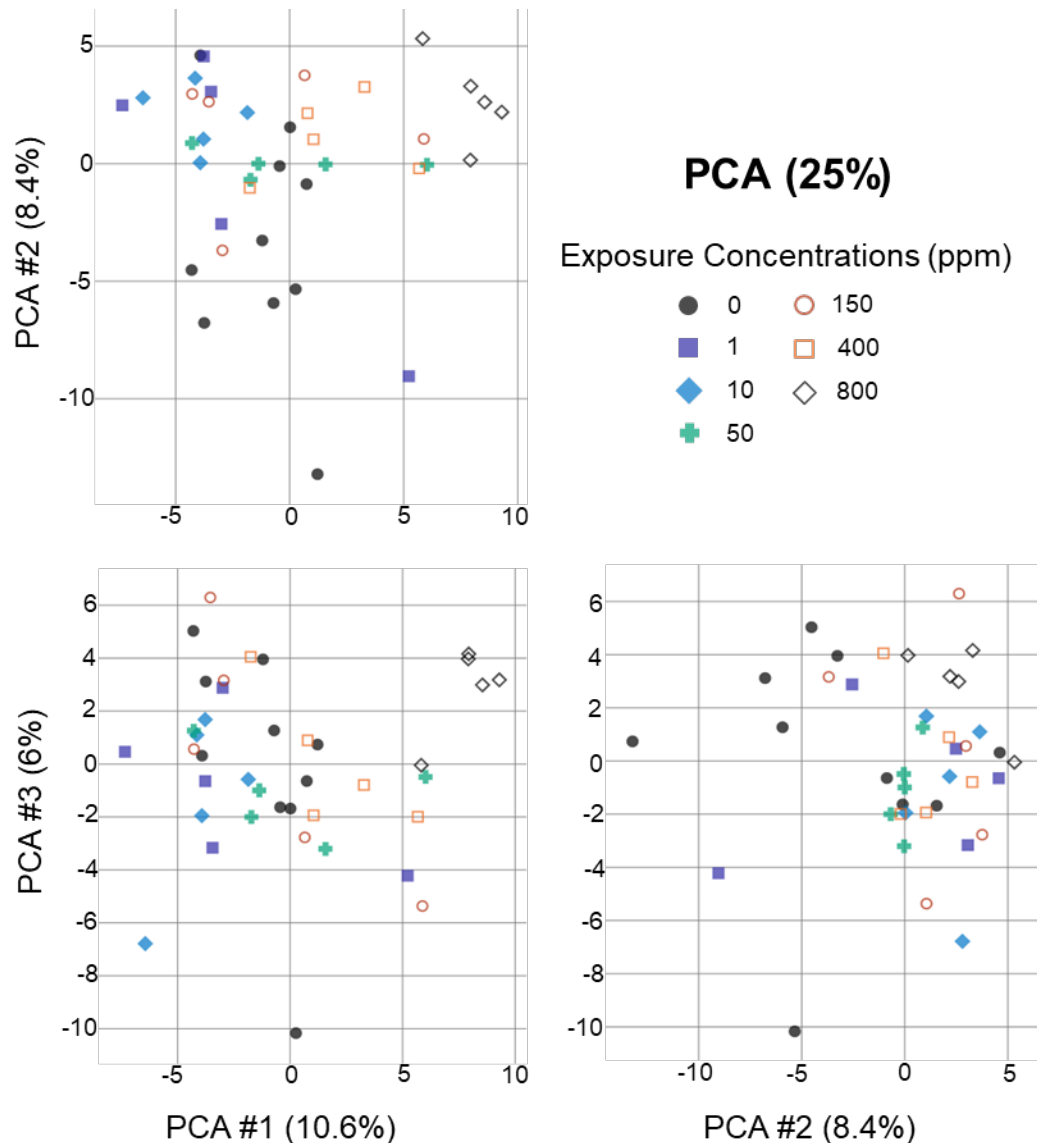 5
0
-5
-10
-5 0 5 10
PCA #2 (8.4%)
PCA (25%)
Exposure Concentrations (ppm)
0 150
1 400
10 800
50
6
4
2
0
-2
-4
-6
-8
-10
-5 0 5 10
PCA #3 (6%)
PCA #1 (10.6%)
6
4
2
0
-2
-4
-6
-8
-10
-10 -5 0 5
PCA #2 (8.4%)